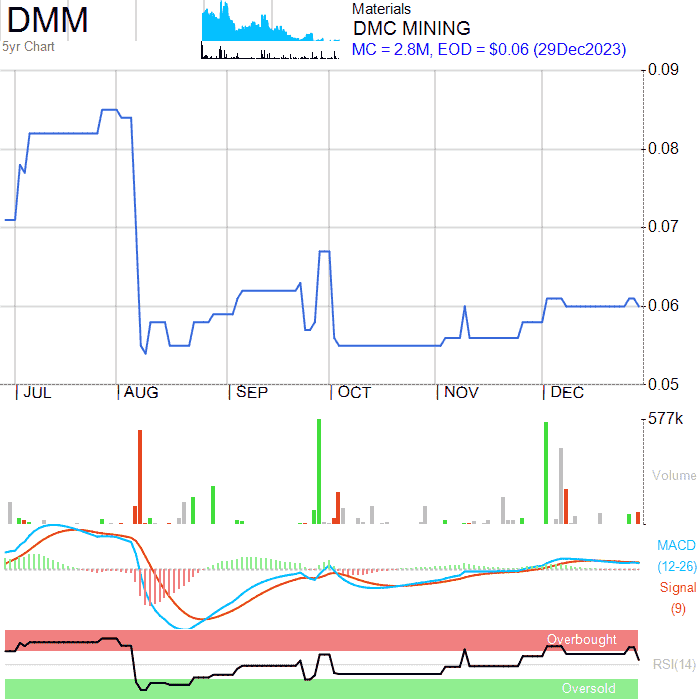 DMM
5yr Chart
Materials
DMC MINING
MC = 2.8M, EOD = $0.06 (29Dec2023)
0.09
0.08
0.07
0.06
0.05
JUL AUG SEP OCT NOV DEC
577k
Volume
MACD
(12-26)
Signal
(9)
Overbought
RSI(14)
Oversold